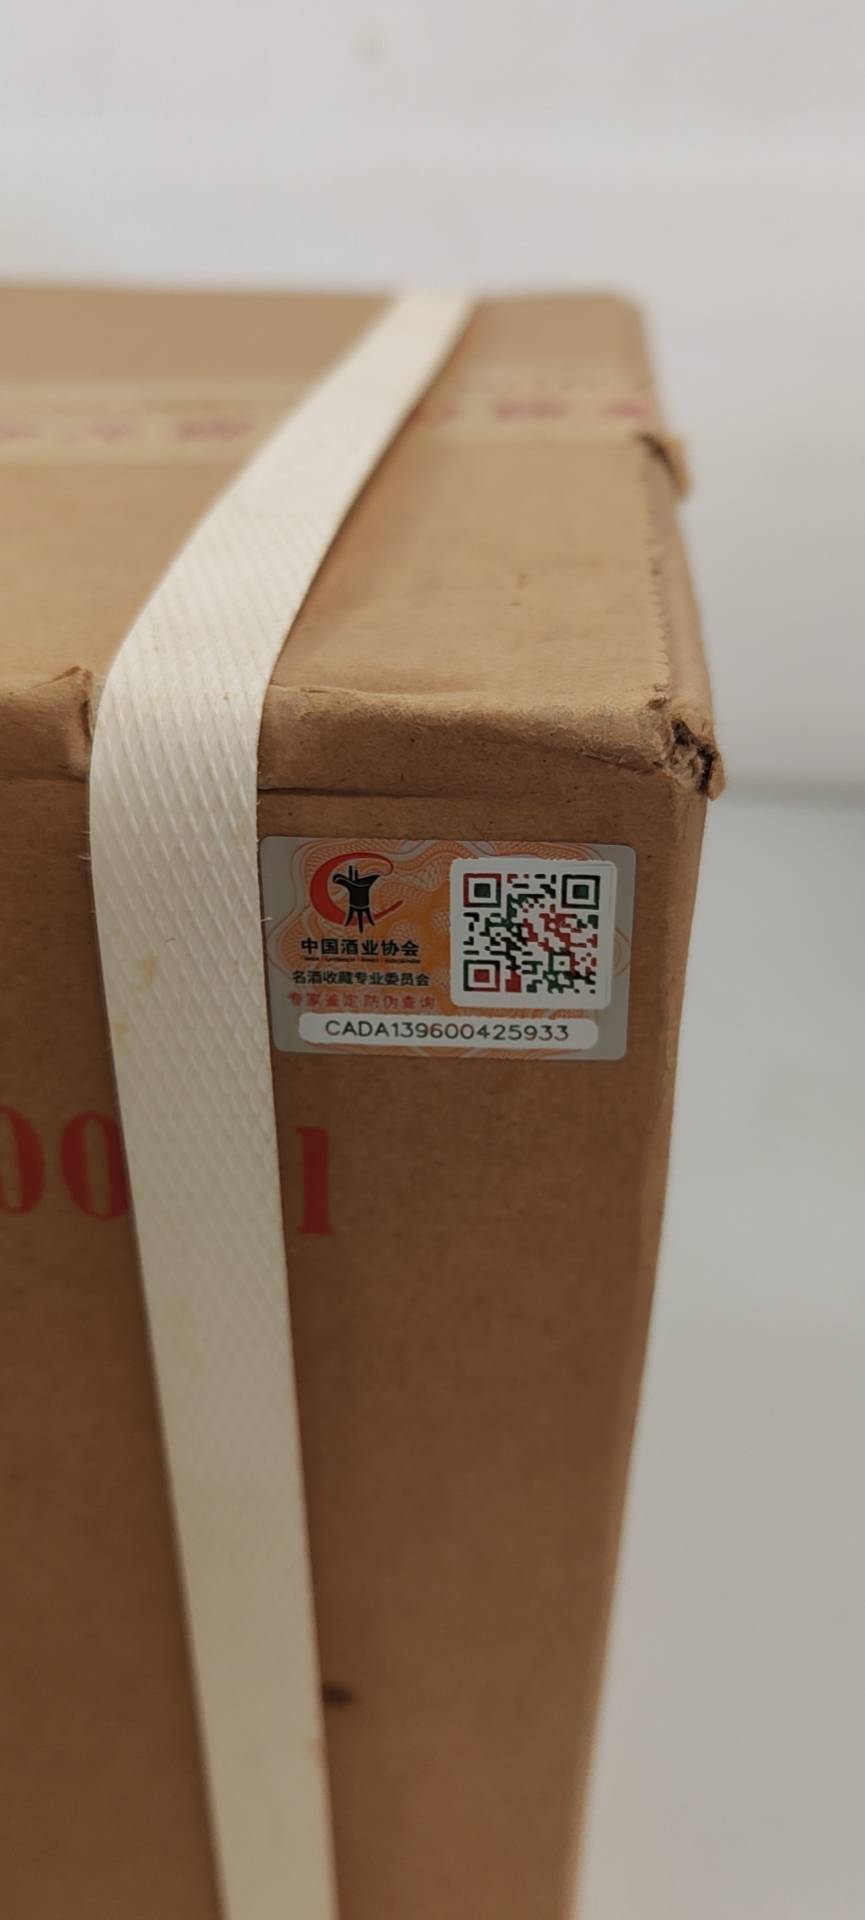 中国酒业协会
名酒收藏专业委员会
专家鉴定 防伪查询
CADA139600425933
00 l